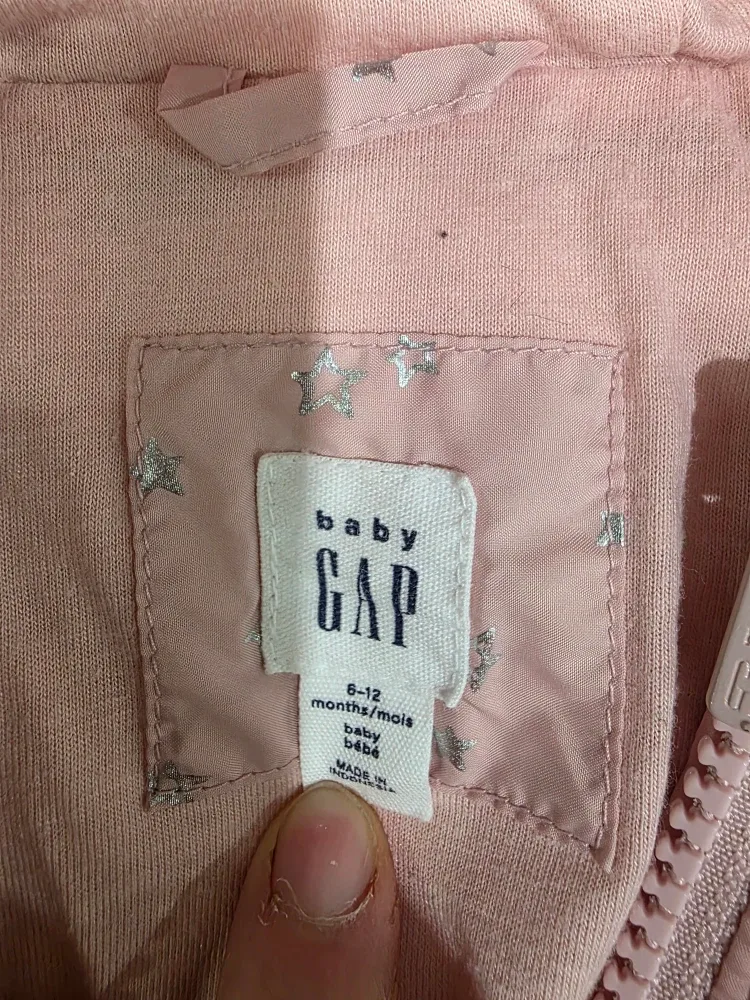 baby
GAP
6-12
months/mois
baby
bébé
MADE IN
INDONESIA